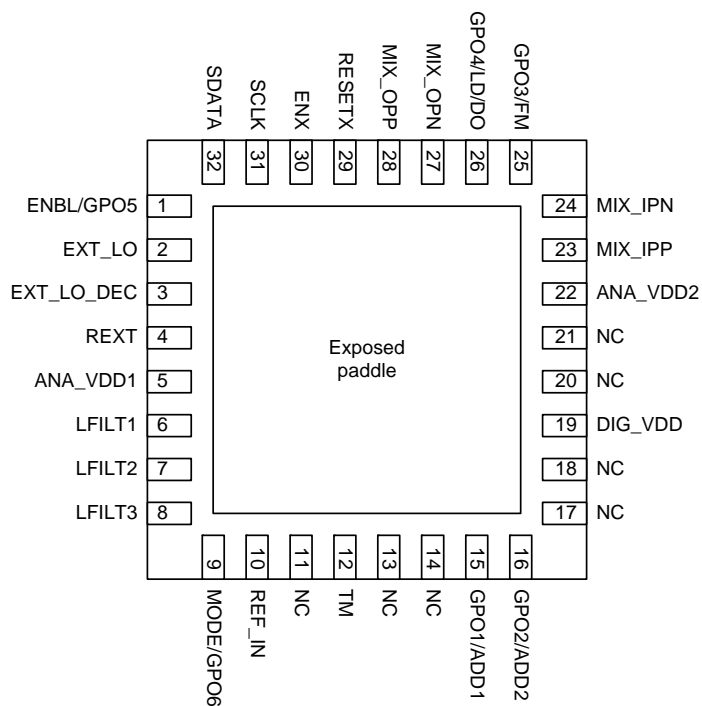 SDATA
SCLK
ENX
RESETX
MIX_OPP
MIX_OPN
GPO4/LD/DO
GPO3/FM
32
31
30
29
28
27
26
25
ENBL/GPO5 1
EXT_LO 2
EXT_LO_DEC 3
REXT 4
ANA_VDD1 5
LFILT1 6
LFILT2 7
LFILT3 8
Exposed
paddle
24 MIX_IPN
23 MIX_IPP
22 ANA_VDD2
21 NC
20 NC
19 DIG_VDD
18 NC
17 NC
9
10
11
12
13
14
15
16
MODE/GPO6
REF_IN
NC
TM
NC
NC
GPO1/ADD1
GPO2/ADD2